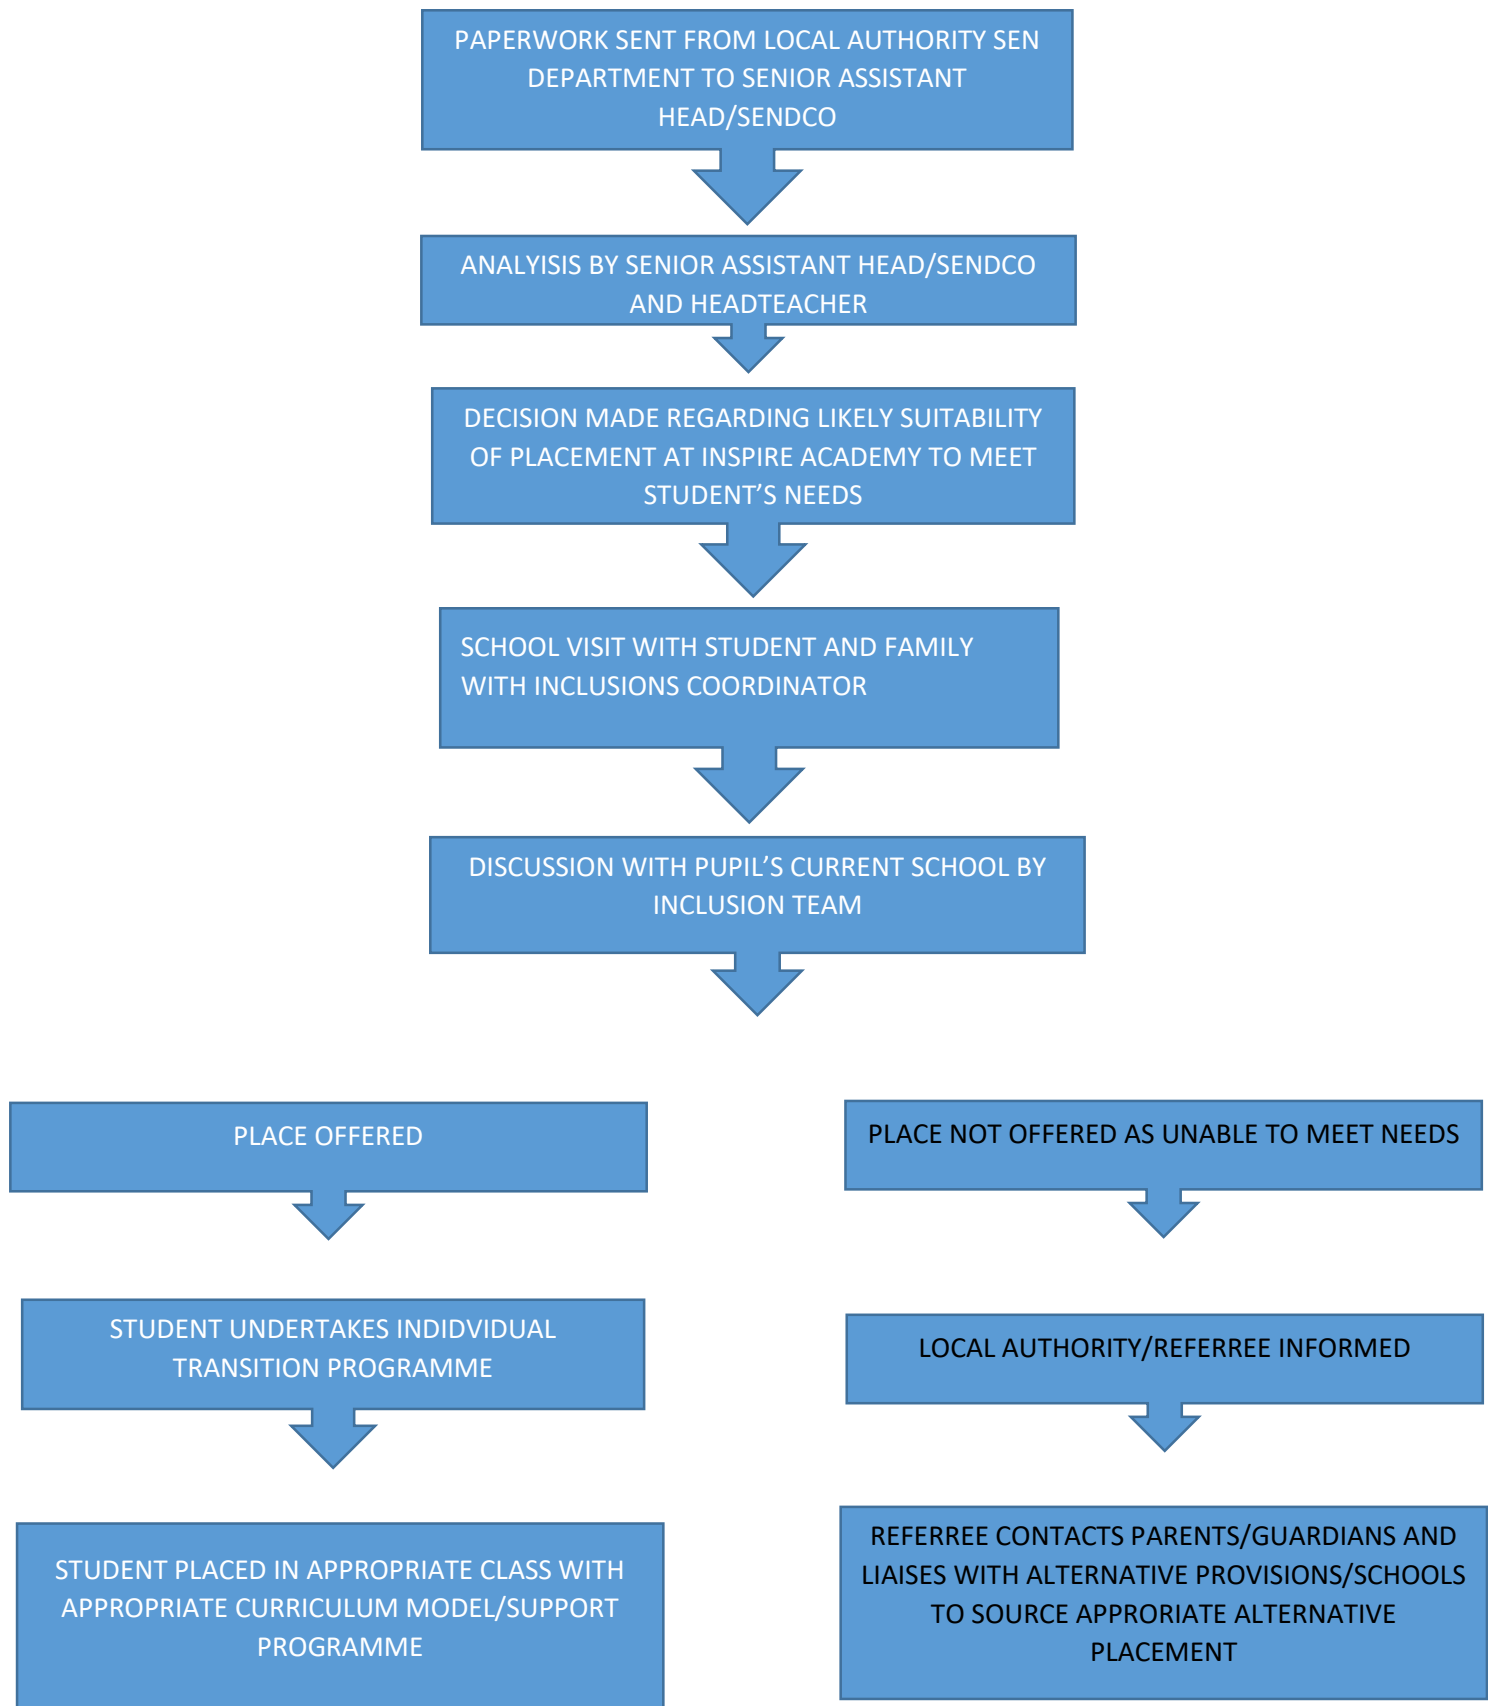 PAPERWORK SENT FROM LOCAL AUTHORITY SEN
DEPARTMENT TO SENIOR ASSISTANT
HEAD/SENDCO
ANALYISIS BY SENIOR ASSISTANT HEAD/SENDCO
AND HEADTEACHER
DECISION MADE REGARDING LIKELY SUITABILITY
OF PLACEMENT AT INSPIRE ACADEMY TO MEET
STUDENT’S NEEDS
SCHOOL VISIT WITH STUDENT AND FAMILY
WITH INCLUSIONS COORDINATOR
DISCUSSION WITH PUPIL’S CURRENT SCHOOL BY
INCLUSION TEAM
PLACE OFFERED
STUDENT UNDERTAKES INDIDVIDUAL
TRANSITION PROGRAMME
STUDENT PLACED IN APPROPRIATE CLASS WITH
APPROPRIATE CURRICULUM MODEL/SUPPORT
PROGRAMME
PLACE NOT OFFERED AS UNABLE TO MEET NEEDS
LOCAL AUTHORITY/REFERREE INFORMED
REFERREE CONTACTS PARENTS/GUARDIANS AND
LIAISES WITH ALTERNATIVE PROVISIONS/SCHOOLS
TO SOURCE APPRORIATE ALTERNATIVE
PLACEMENT